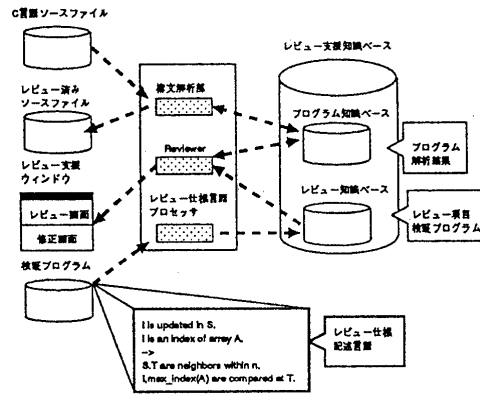 C言語ソースファイル
レビュー済み
ソースファイル
レビュー支援
ウィンドウ
レビュー画面
修正画面
検証プログラム
構文解析部
Reviewer
レビュー仕様言語
プロセッサ
レビュー支援知識ベース
プログラム知識ベース
レビュー知識ベース
プログラム
解析結果
レビュー項目
検証プログラム
I is updated in S.
I is an index of array A.
->
S.T are neighbors within n.
I,max_index(A) are compared at T.
レビュー仕様
記述言語